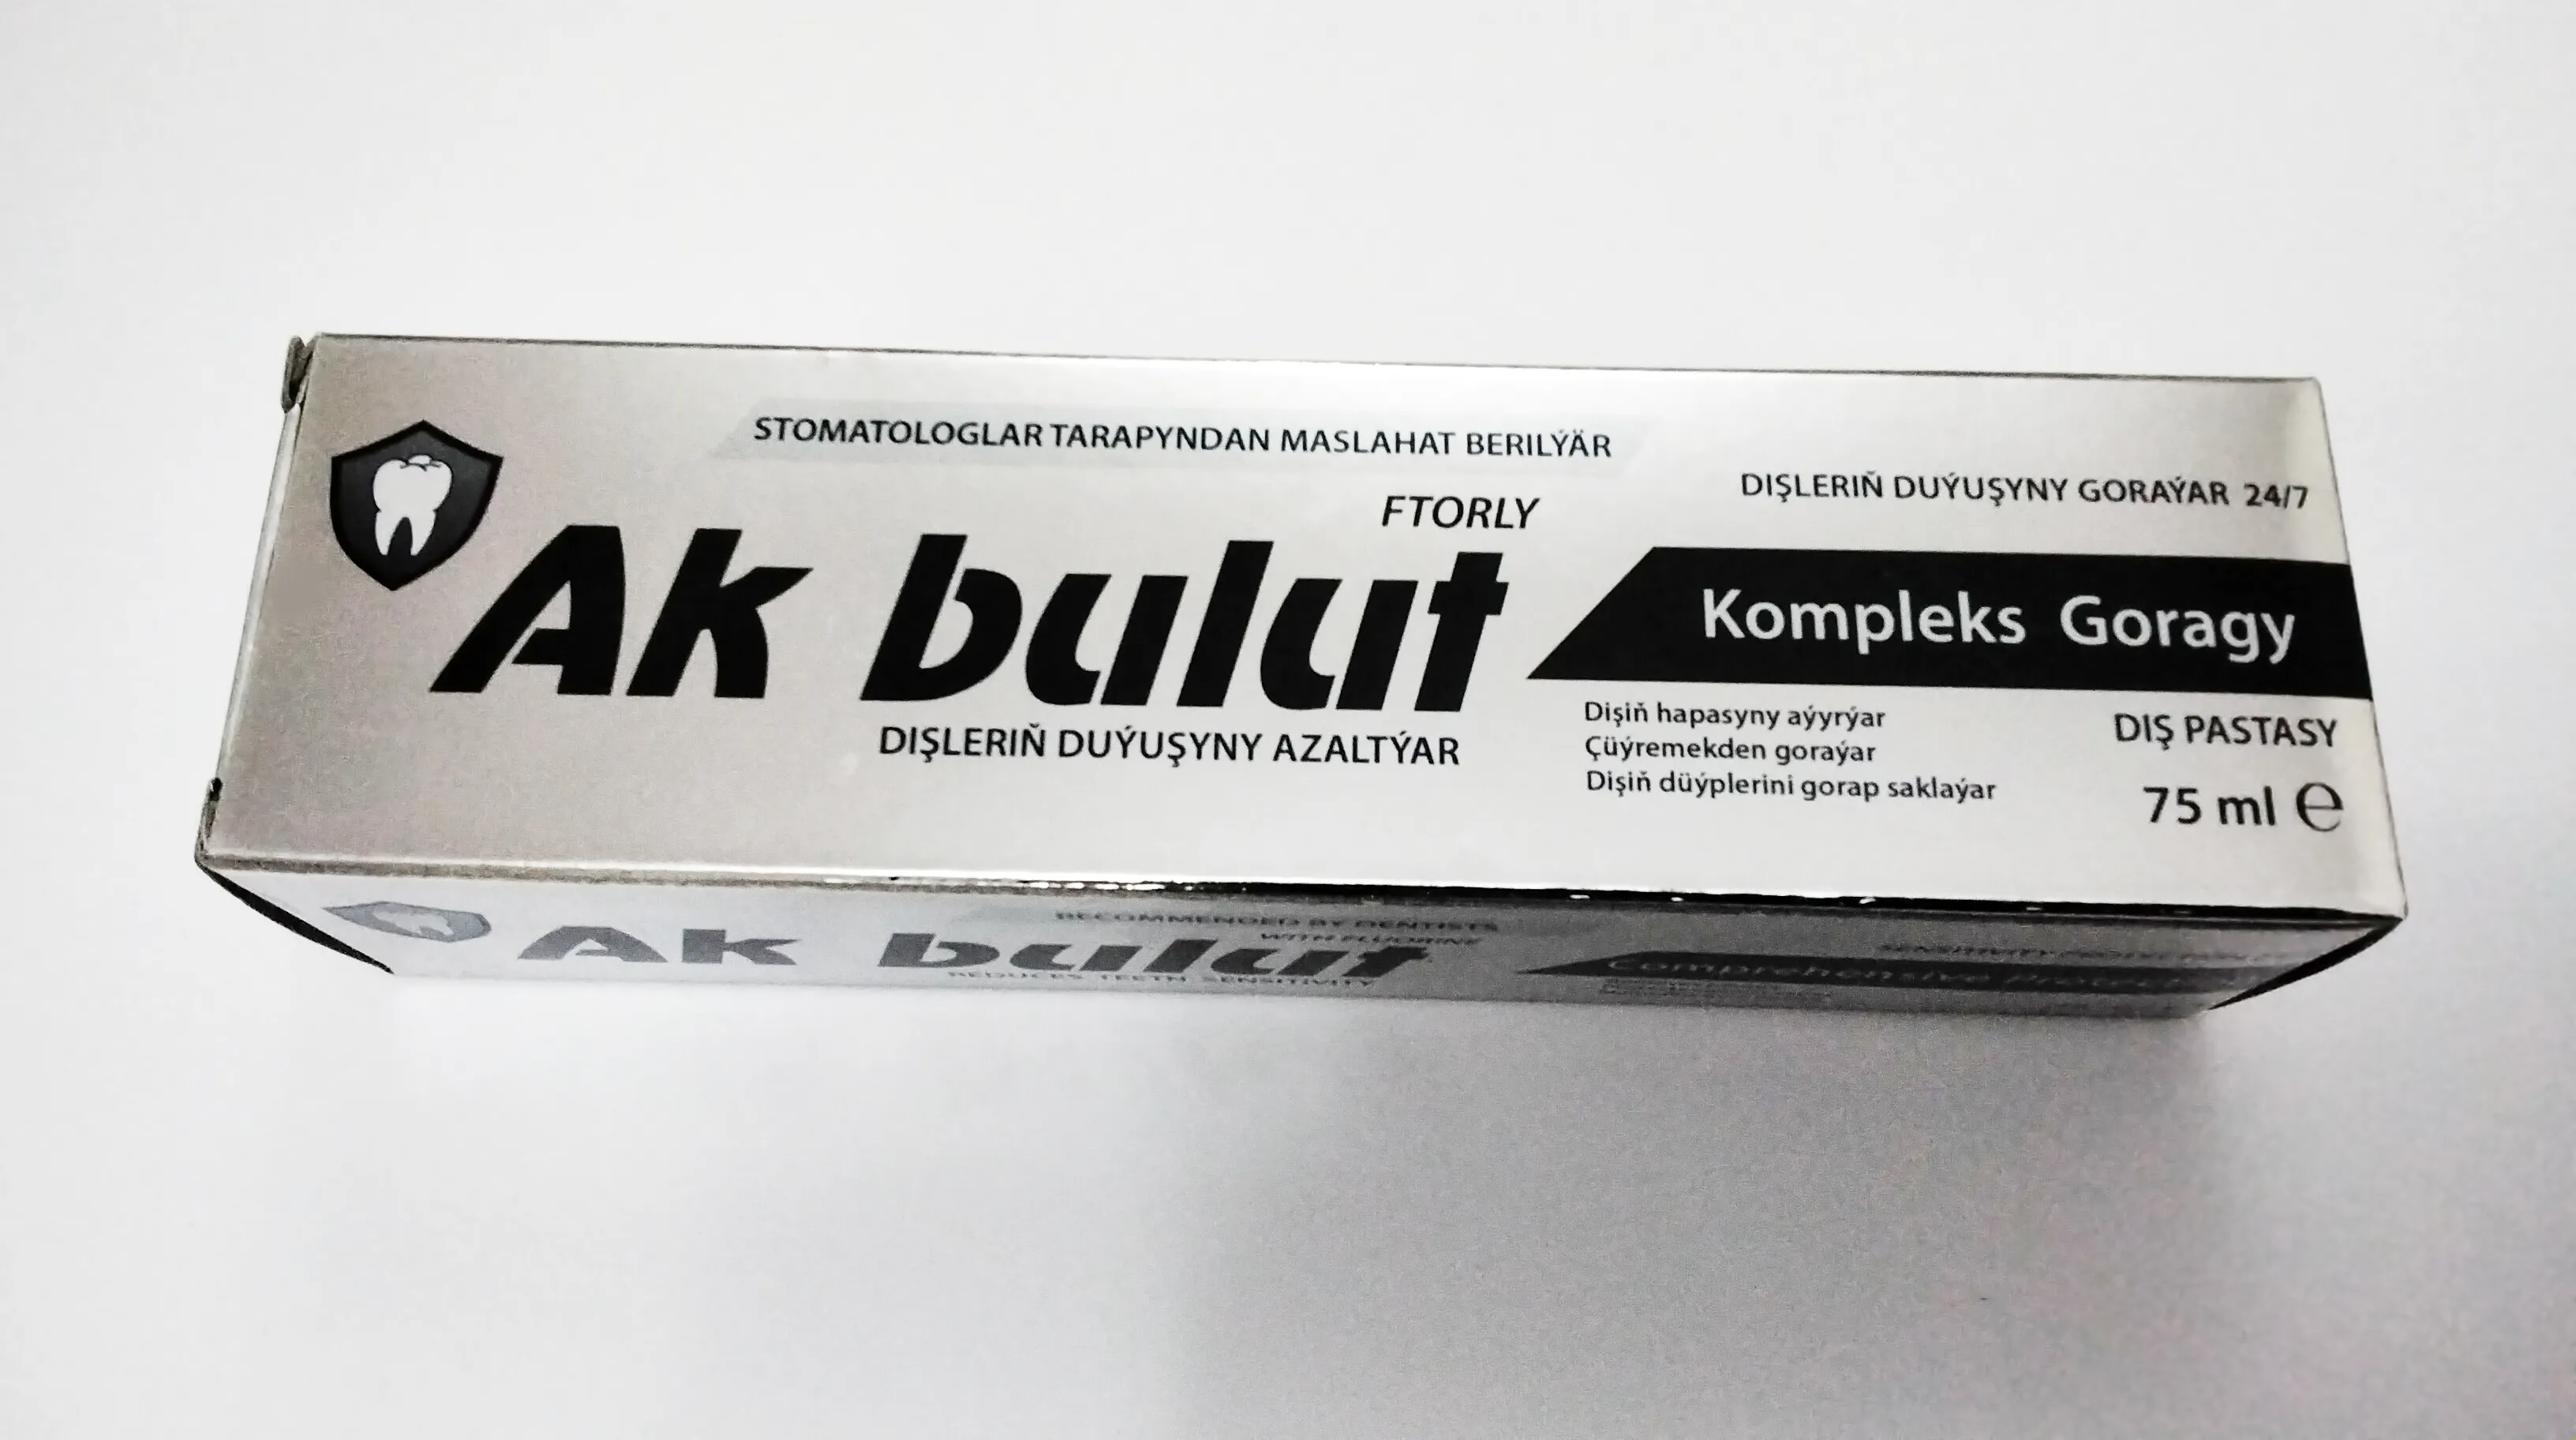 STOMATOLOGLAR TARAPYNDAN MASLAHAT BERILÝÄR
FTORLY
Ak bulut
DIŞLERIŇ DUÝUŞYNY AZALTÝAR
DIŞLERIŇ DUÝUŞYNY GORAÝAR 24/7
Kompleks Goragy
Dişiň hapasyny aýyrýar
Çüýremekden goraýar
Dişiň düýplerini gorap saklaýar
DIŞ PASTASY
75 ml ℮
RECOMMENDED BY DENTISTS
WITH FLUORINE
Ak bulut
REDUCES TEETH SENSITIVITY
SENSITIVITY
Comprehensive